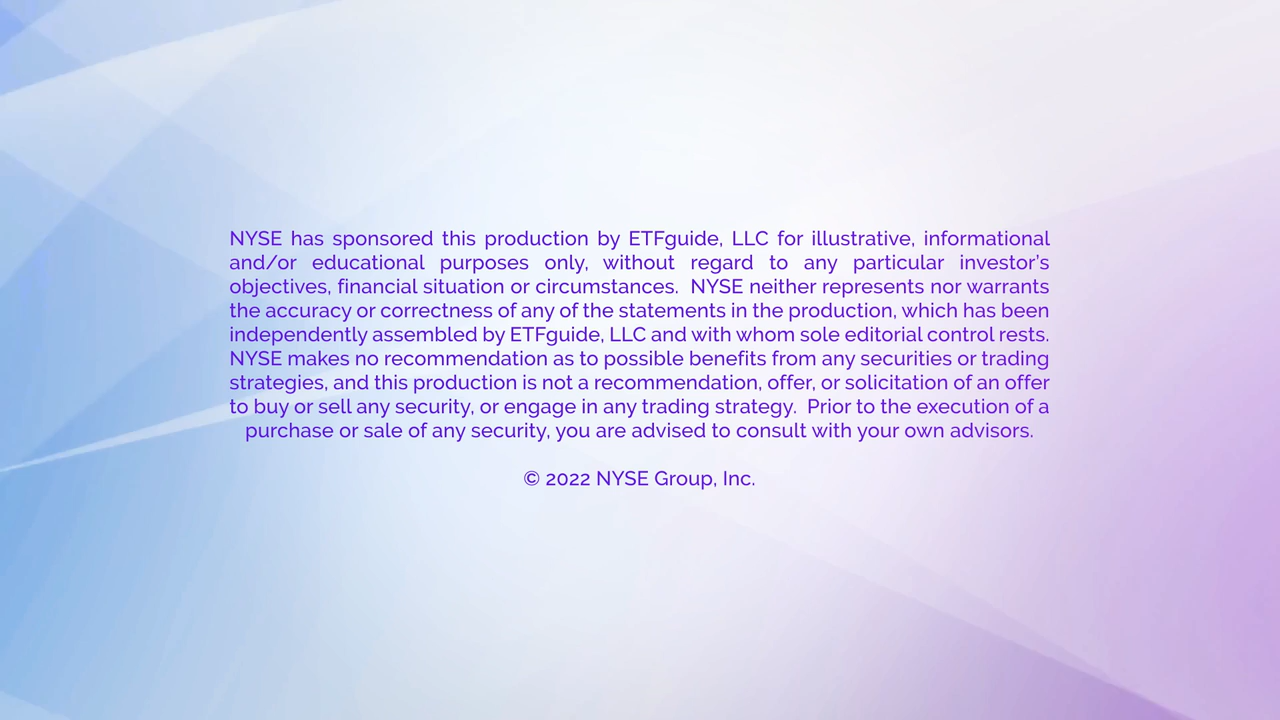 NYSE has sponsored this production by ETFguide, LLC for illustrative, informational
and/or educational purposes only, without regard to any particular investor’s
objectives, financial situation or circumstances.  NYSE neither represents nor warrants
the accuracy or correctness of any of the statements in the production, which has been
independently assembled by ETFguide, LLC and with whom sole editorial control rests.
NYSE makes no recommendation as to possible benefits from any securities or trading
strategies, and this production is not a recommendation, offer, or solicitation of an offer
to buy or sell any security, or engage in any trading strategy.  Prior to the execution of a
purchase or sale of any security, you are advised to consult with your own advisors.
© 2022 NYSE Group, Inc.